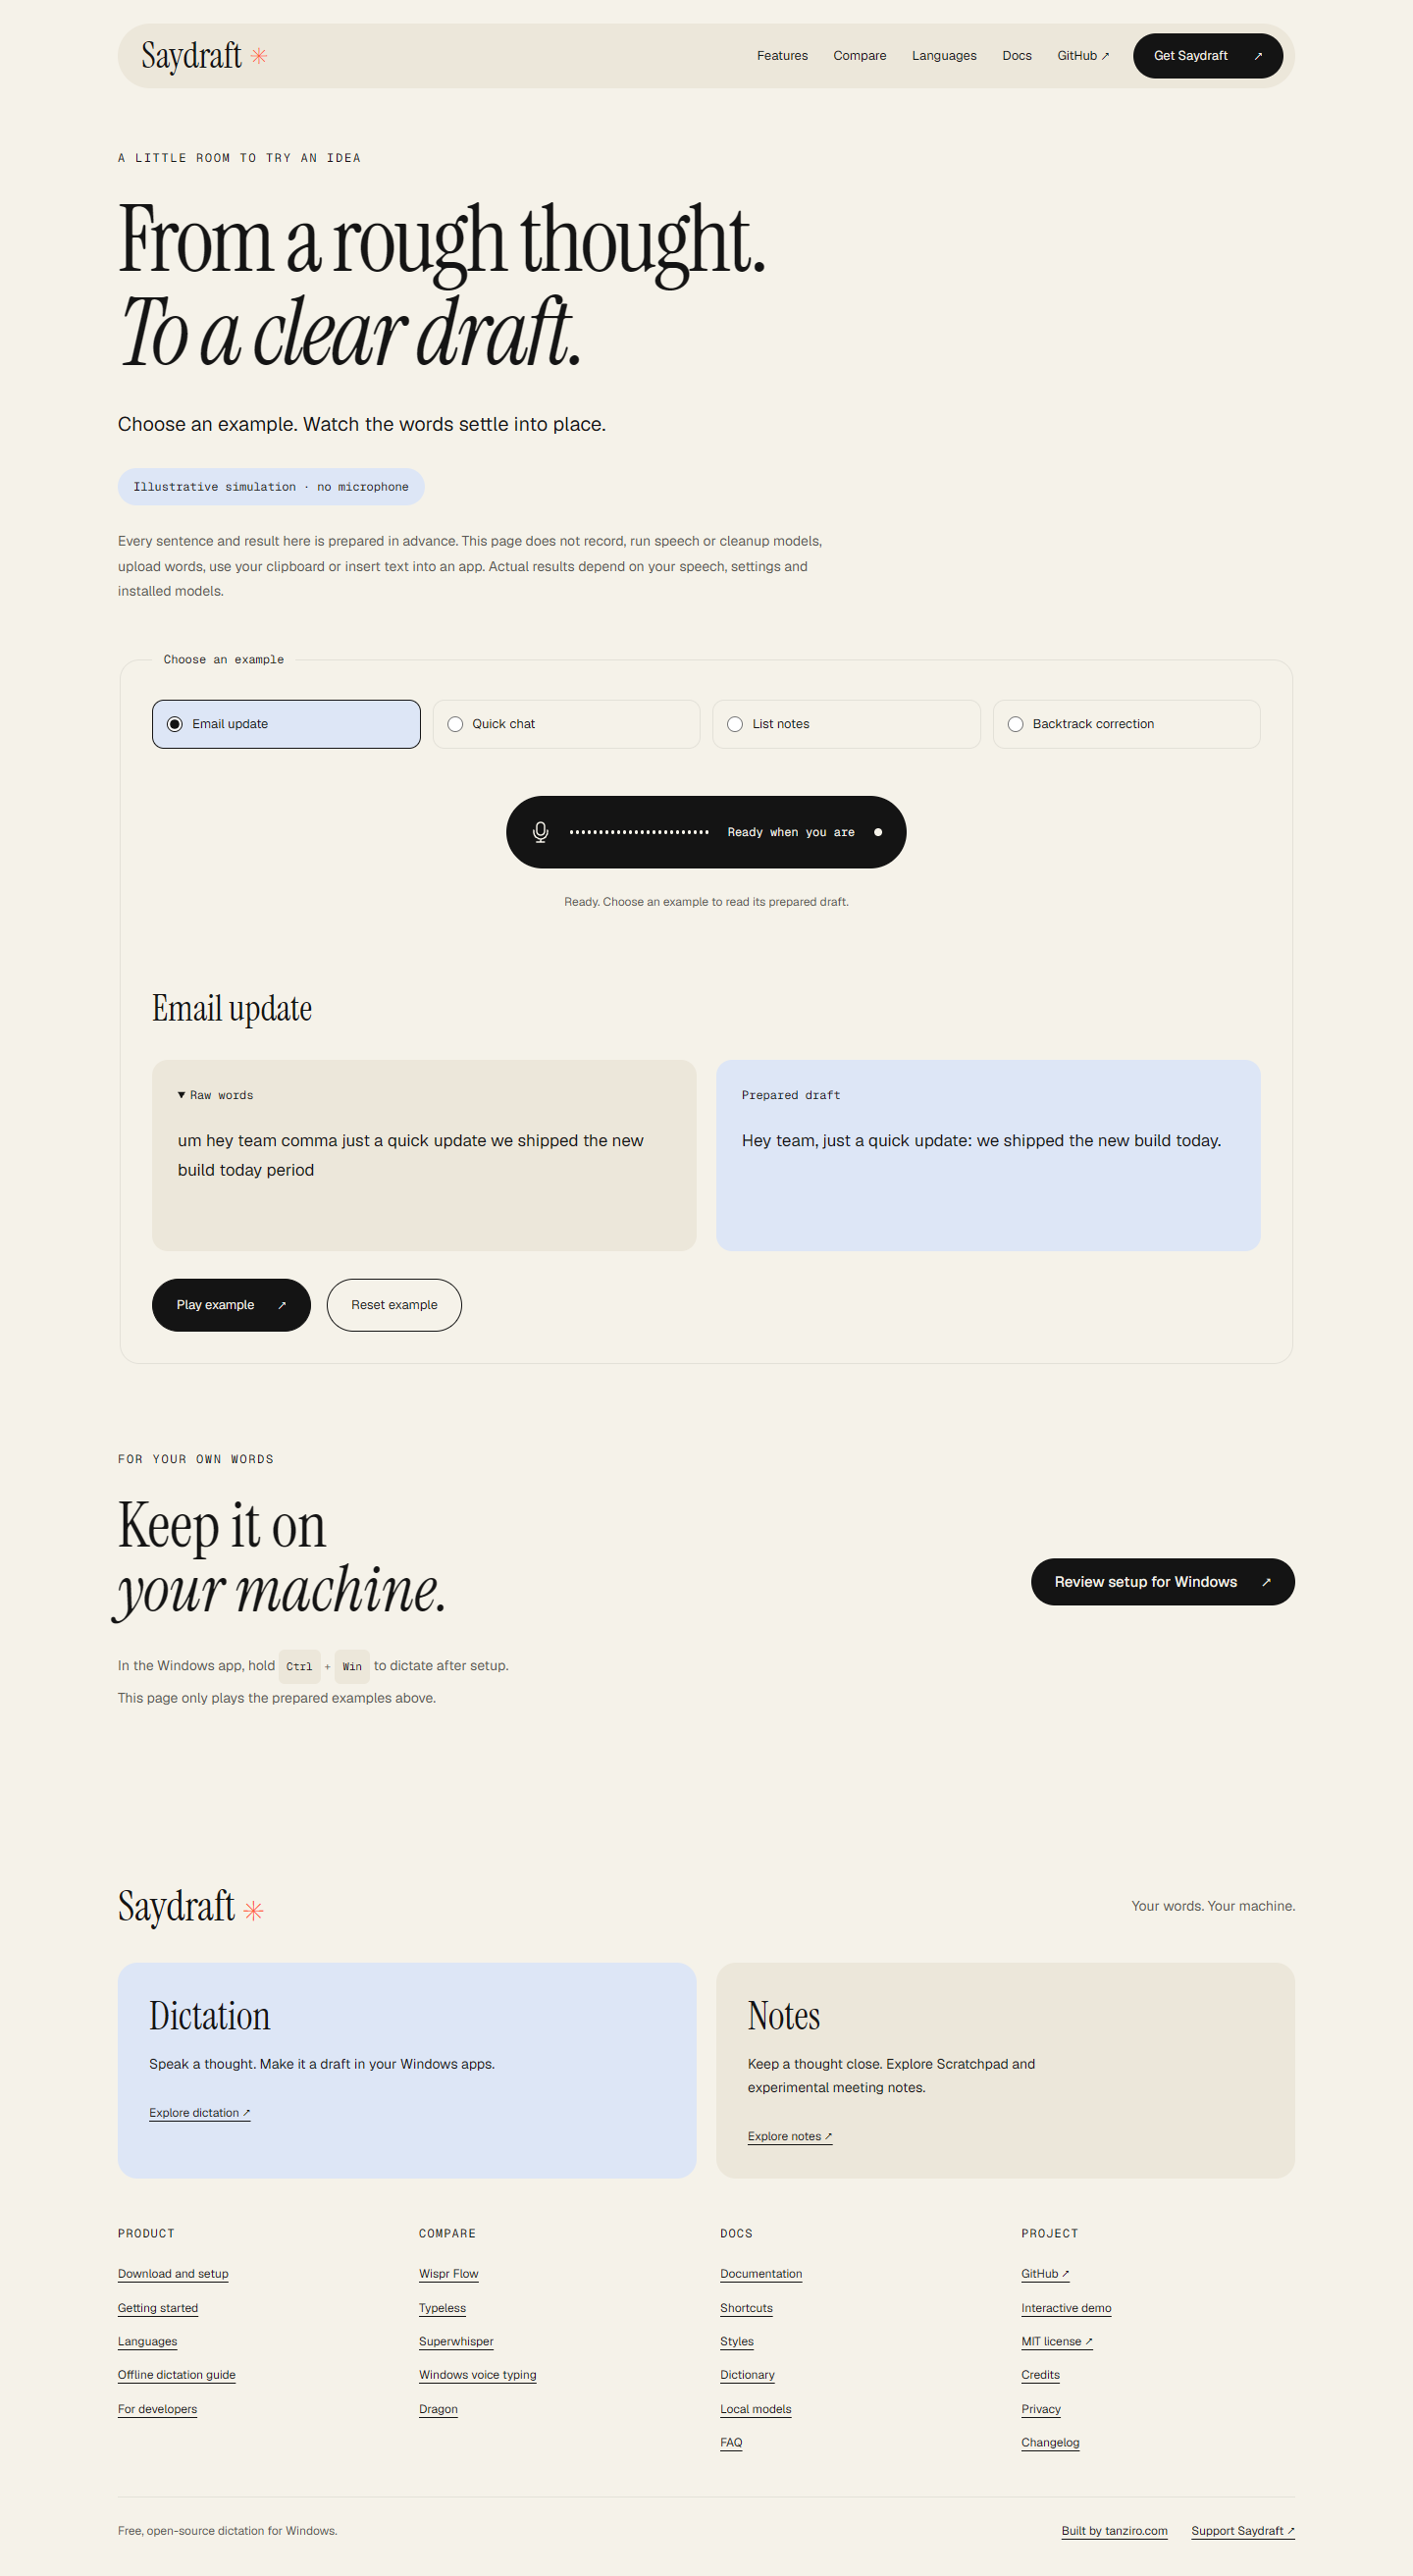 Saydraft
Features
Compare
Languages
Docs
GitHub ↗
Get Saydraft ↗
A LITTLE ROOM TO TRY AN IDEA
From a rough thought.
To a clear draft.
Choose an example. Watch the words settle into place.
Illustrative simulation · no microphone
Every sentence and result here is prepared in advance. This page does not record, run speech or cleanup models,
upload words, use your clipboard or insert text into an app. Actual results depend on your speech, settings and
installed models.
Choose an example
Email update
Quick chat
List notes
Backtrack correction
Ready when you are
Ready. Choose an example to read its prepared draft.
Email update
▼ Raw words
um hey team comma just a quick update we shipped the new
build today period
Prepared draft
Hey team, just a quick update: we shipped the new build today.
Play example ↗
Reset example
FOR YOUR OWN WORDS
Keep it on
your machine.
Review setup for Windows ↗
In the Windows app, hold Ctrl + Win to dictate after setup.
This page only plays the prepared examples above.
Saydraft
Your words. Your machine.
Dictation
Speak a thought. Make it a draft in your Windows apps.
Explore dictation ↗
Notes
Keep a thought close. Explore Scratchpad and
experimental meeting notes.
Explore notes ↗
PRODUCT
Download and setup
Getting started
Languages
Offline dictation guide
For developers
COMPARE
Wispr Flow
Typeless
Superwhisper
Windows voice typing
Dragon
DOCS
Documentation
Shortcuts
Styles
Dictionary
Local models
FAQ
PROJECT
GitHub ↗
Interactive demo
MIT license ↗
Credits
Privacy
Changelog
Free, open-source dictation for Windows.
Built by tanziro.com
Support Saydraft ↗